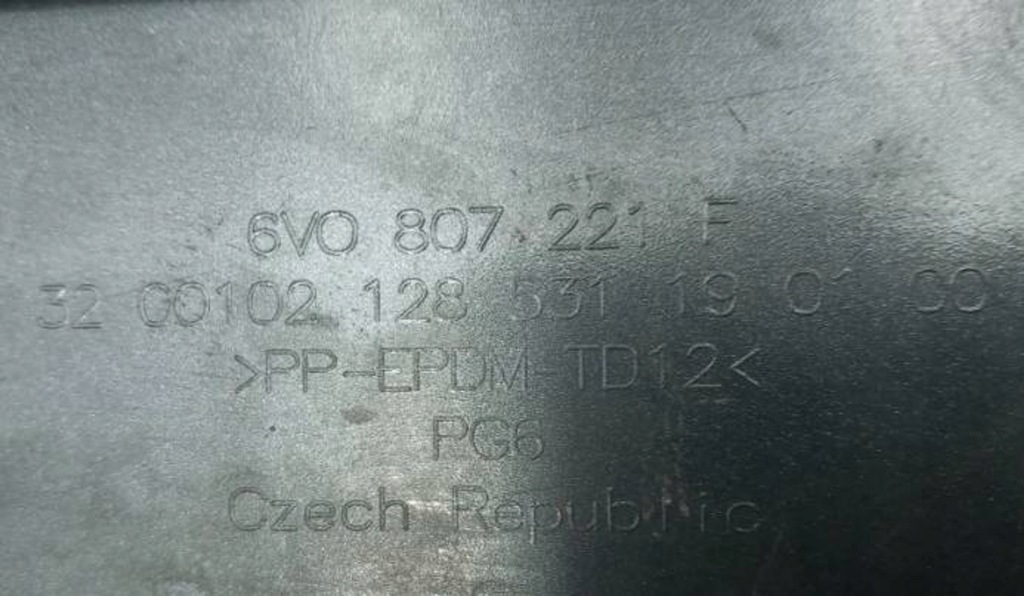 6V0 807 221 F
32 00102 128 531 19 01 00
>PP-EPDM-TD12<
PG6
Czech Republic